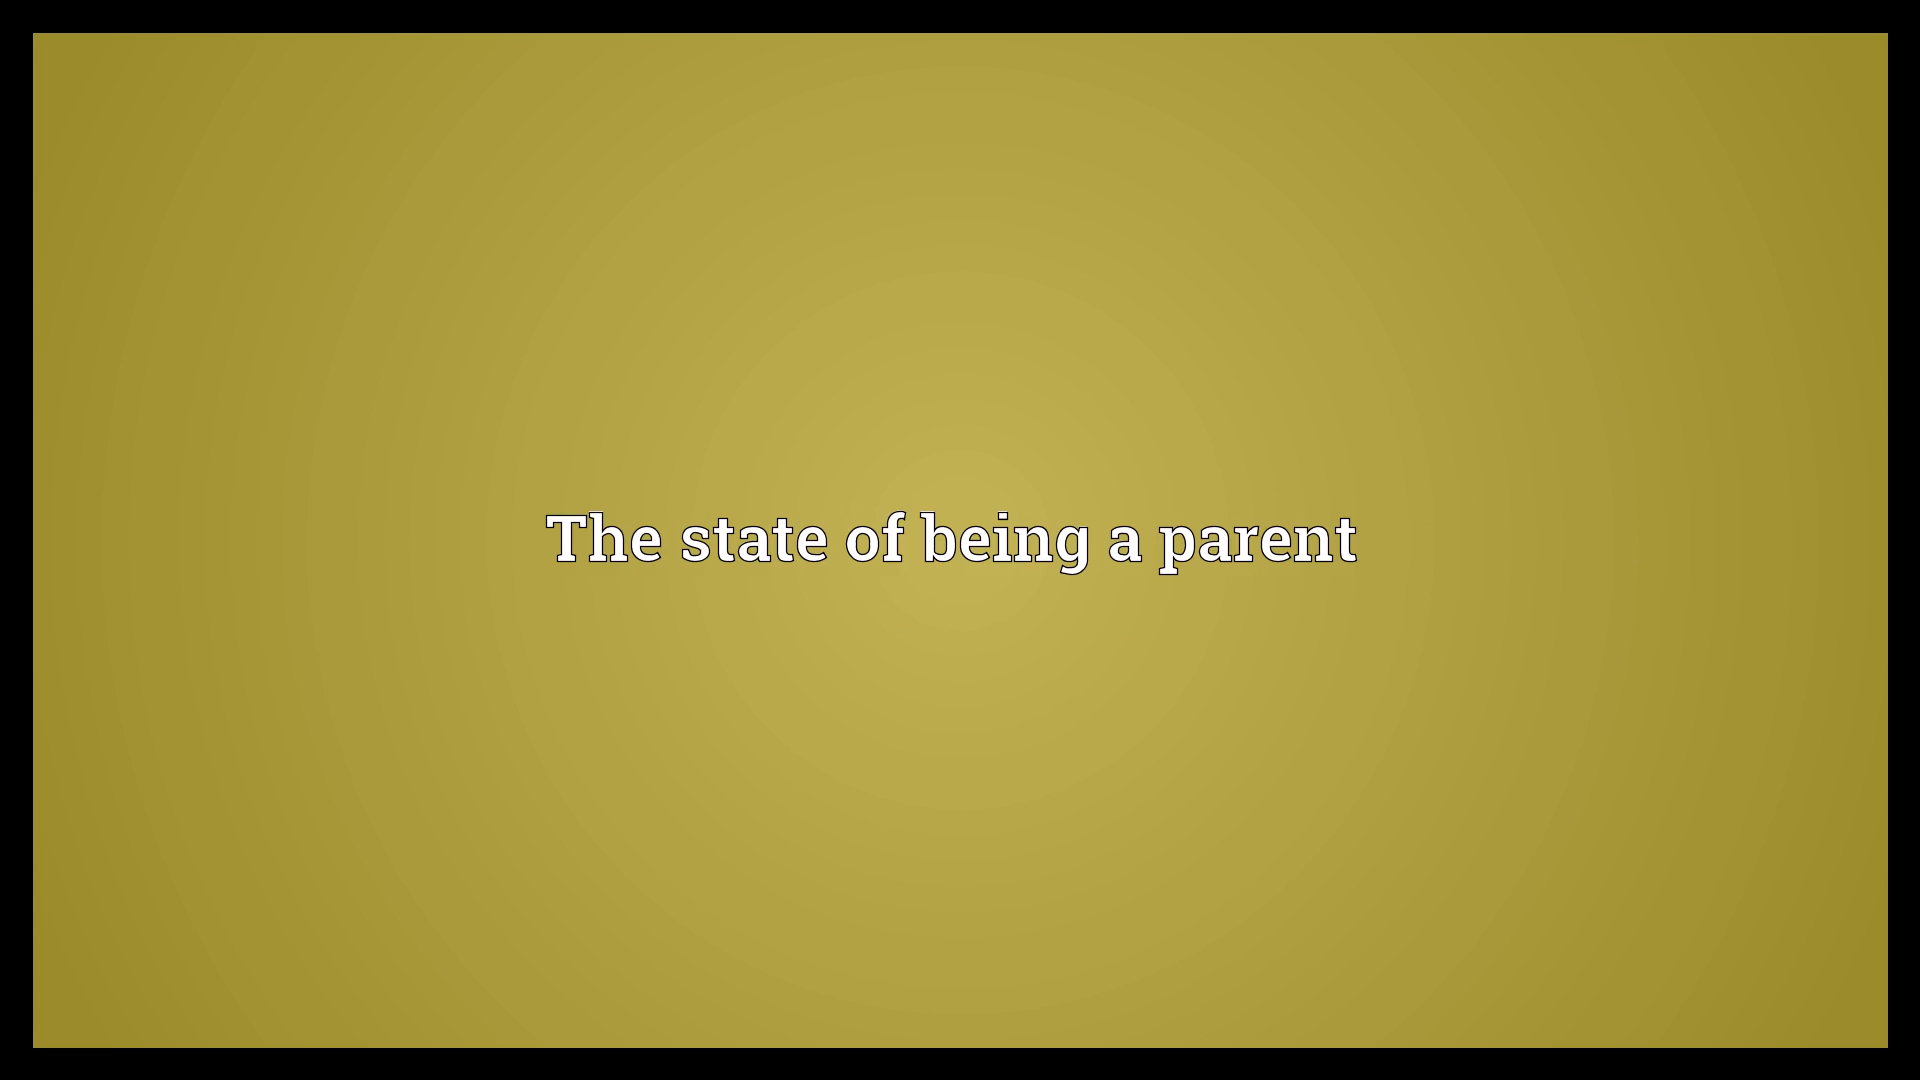 The state of being a parent